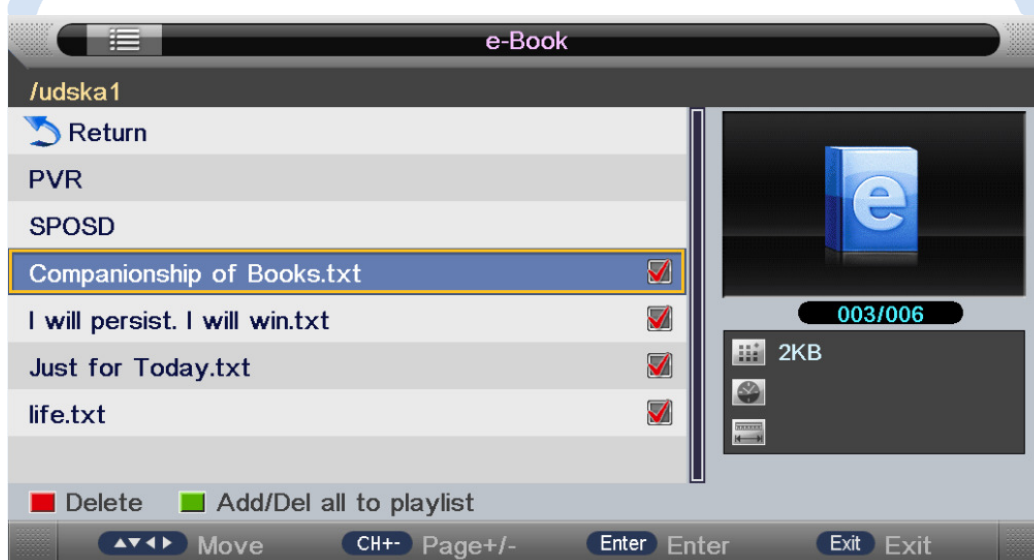 e-Book
/udska1
Return
PVR
SPOSD
Companionship of Books.txt
I will persist. I will win.txt
Just for Today.txt
life.txt
e
003/006
2KB
Delete Add/Del all to playlist
Move CH+- Page+/- Enter Enter Exit Exit